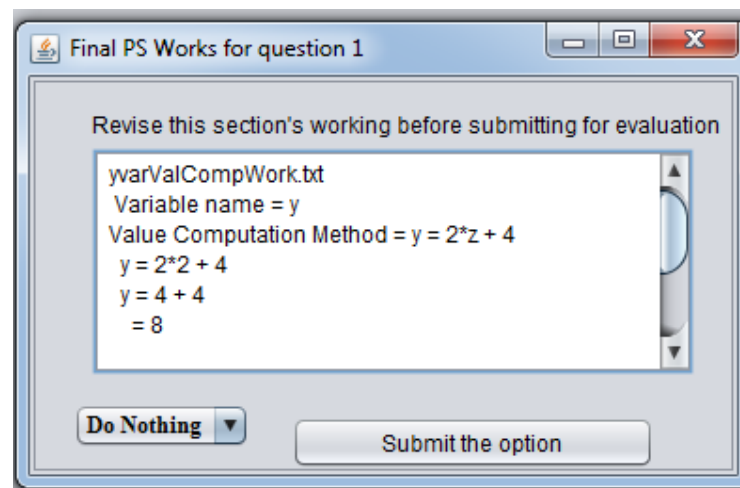 Final PS Works for question 1
Revise this section's working before submitting for evaluation
yvarValCompWork.txt
Variable name = y
Value Computation Method = y = 2*z + 4
y = 2*2 + 4
y = 4 + 4
= 8
Do Nothing
Submit the option